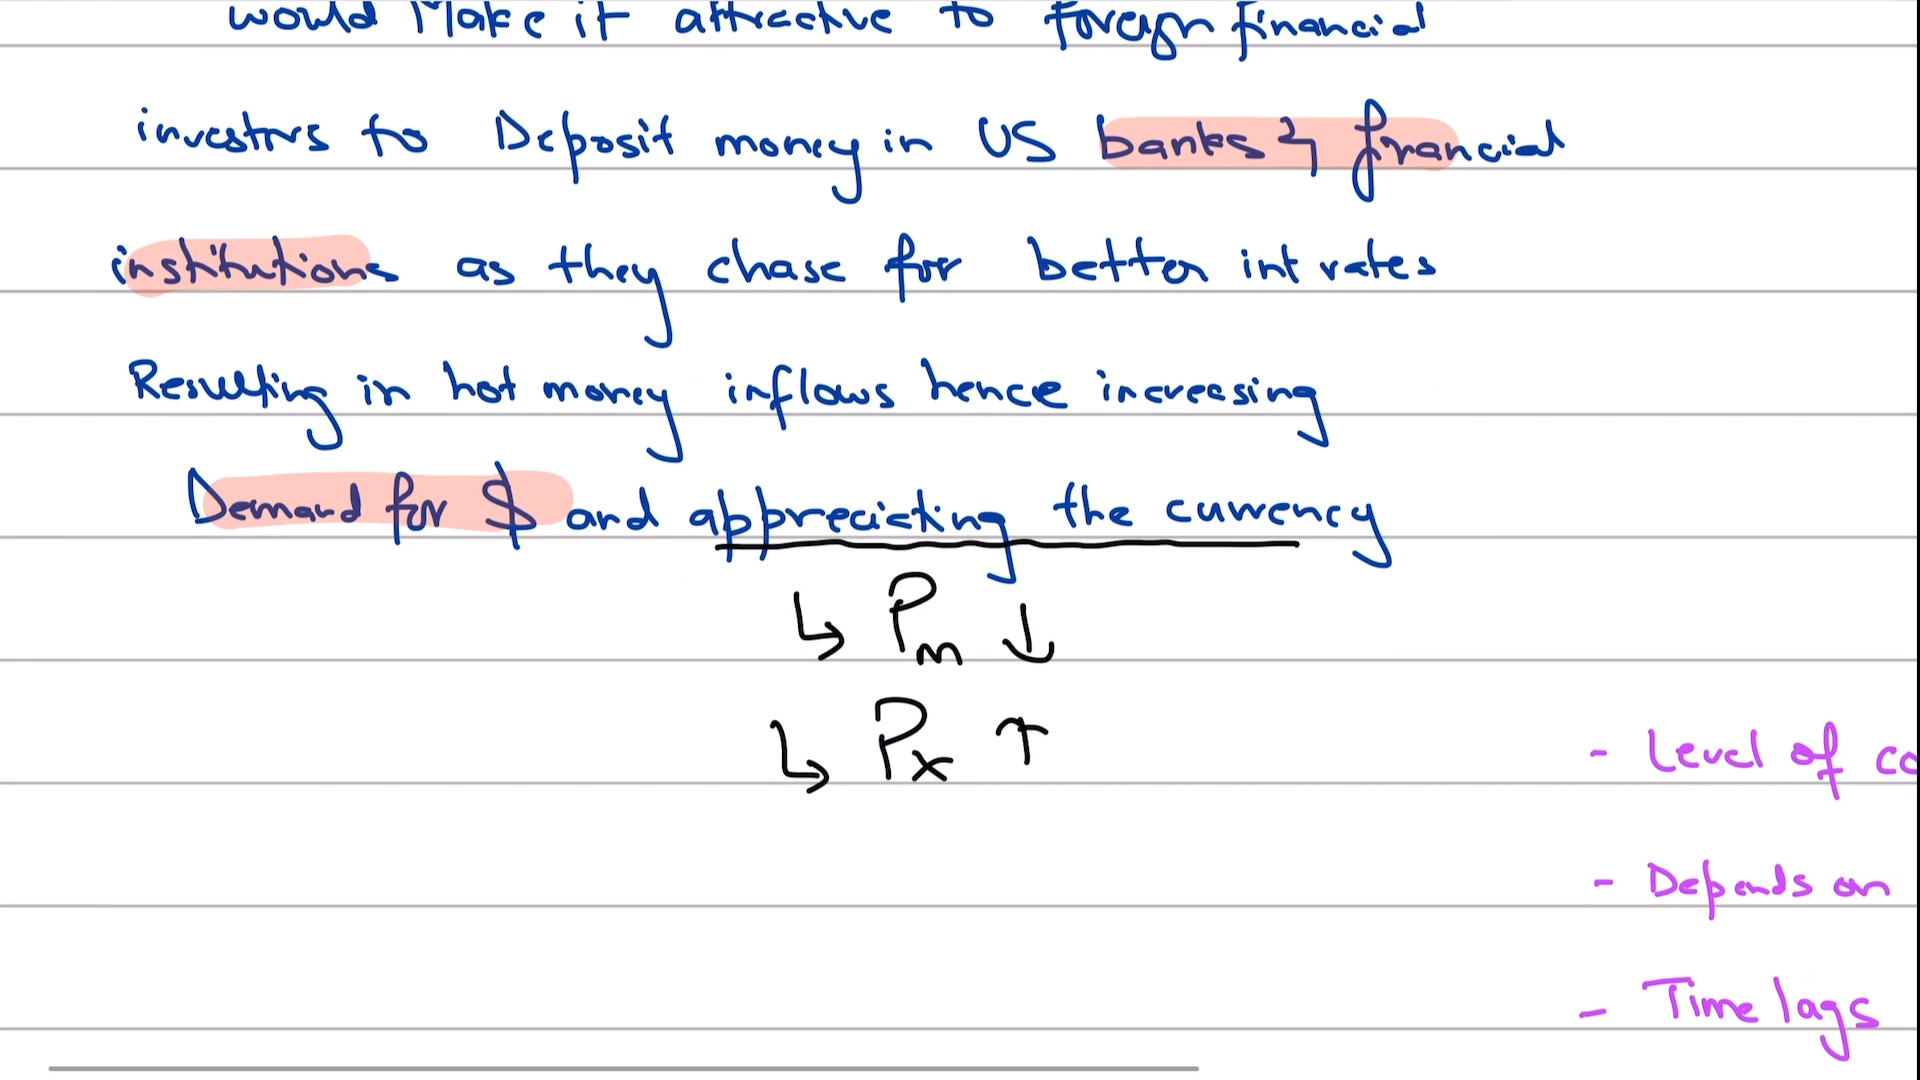 would Make it attractive to foreign financial
investors to Deposit money in US banks & financial
institutions as they chase for better int rates
Resulting in hot money inflows hence increasing
Demand for $ and appreciating the currency
↳ Pm ↓
↳ Px ↑
- Level of co
- Depends on
- Time lags